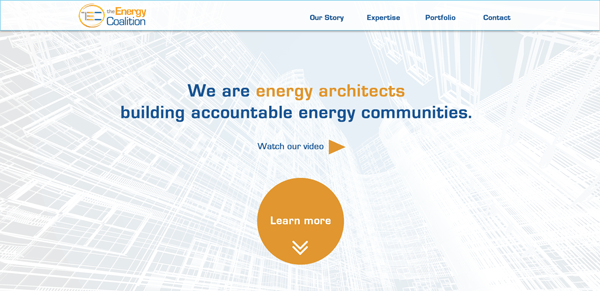 the Energy
Coalition
Our Story Expertise Portfolio Contact
We are energy architects
building accountable energy communities.
Watch our video
Learn more